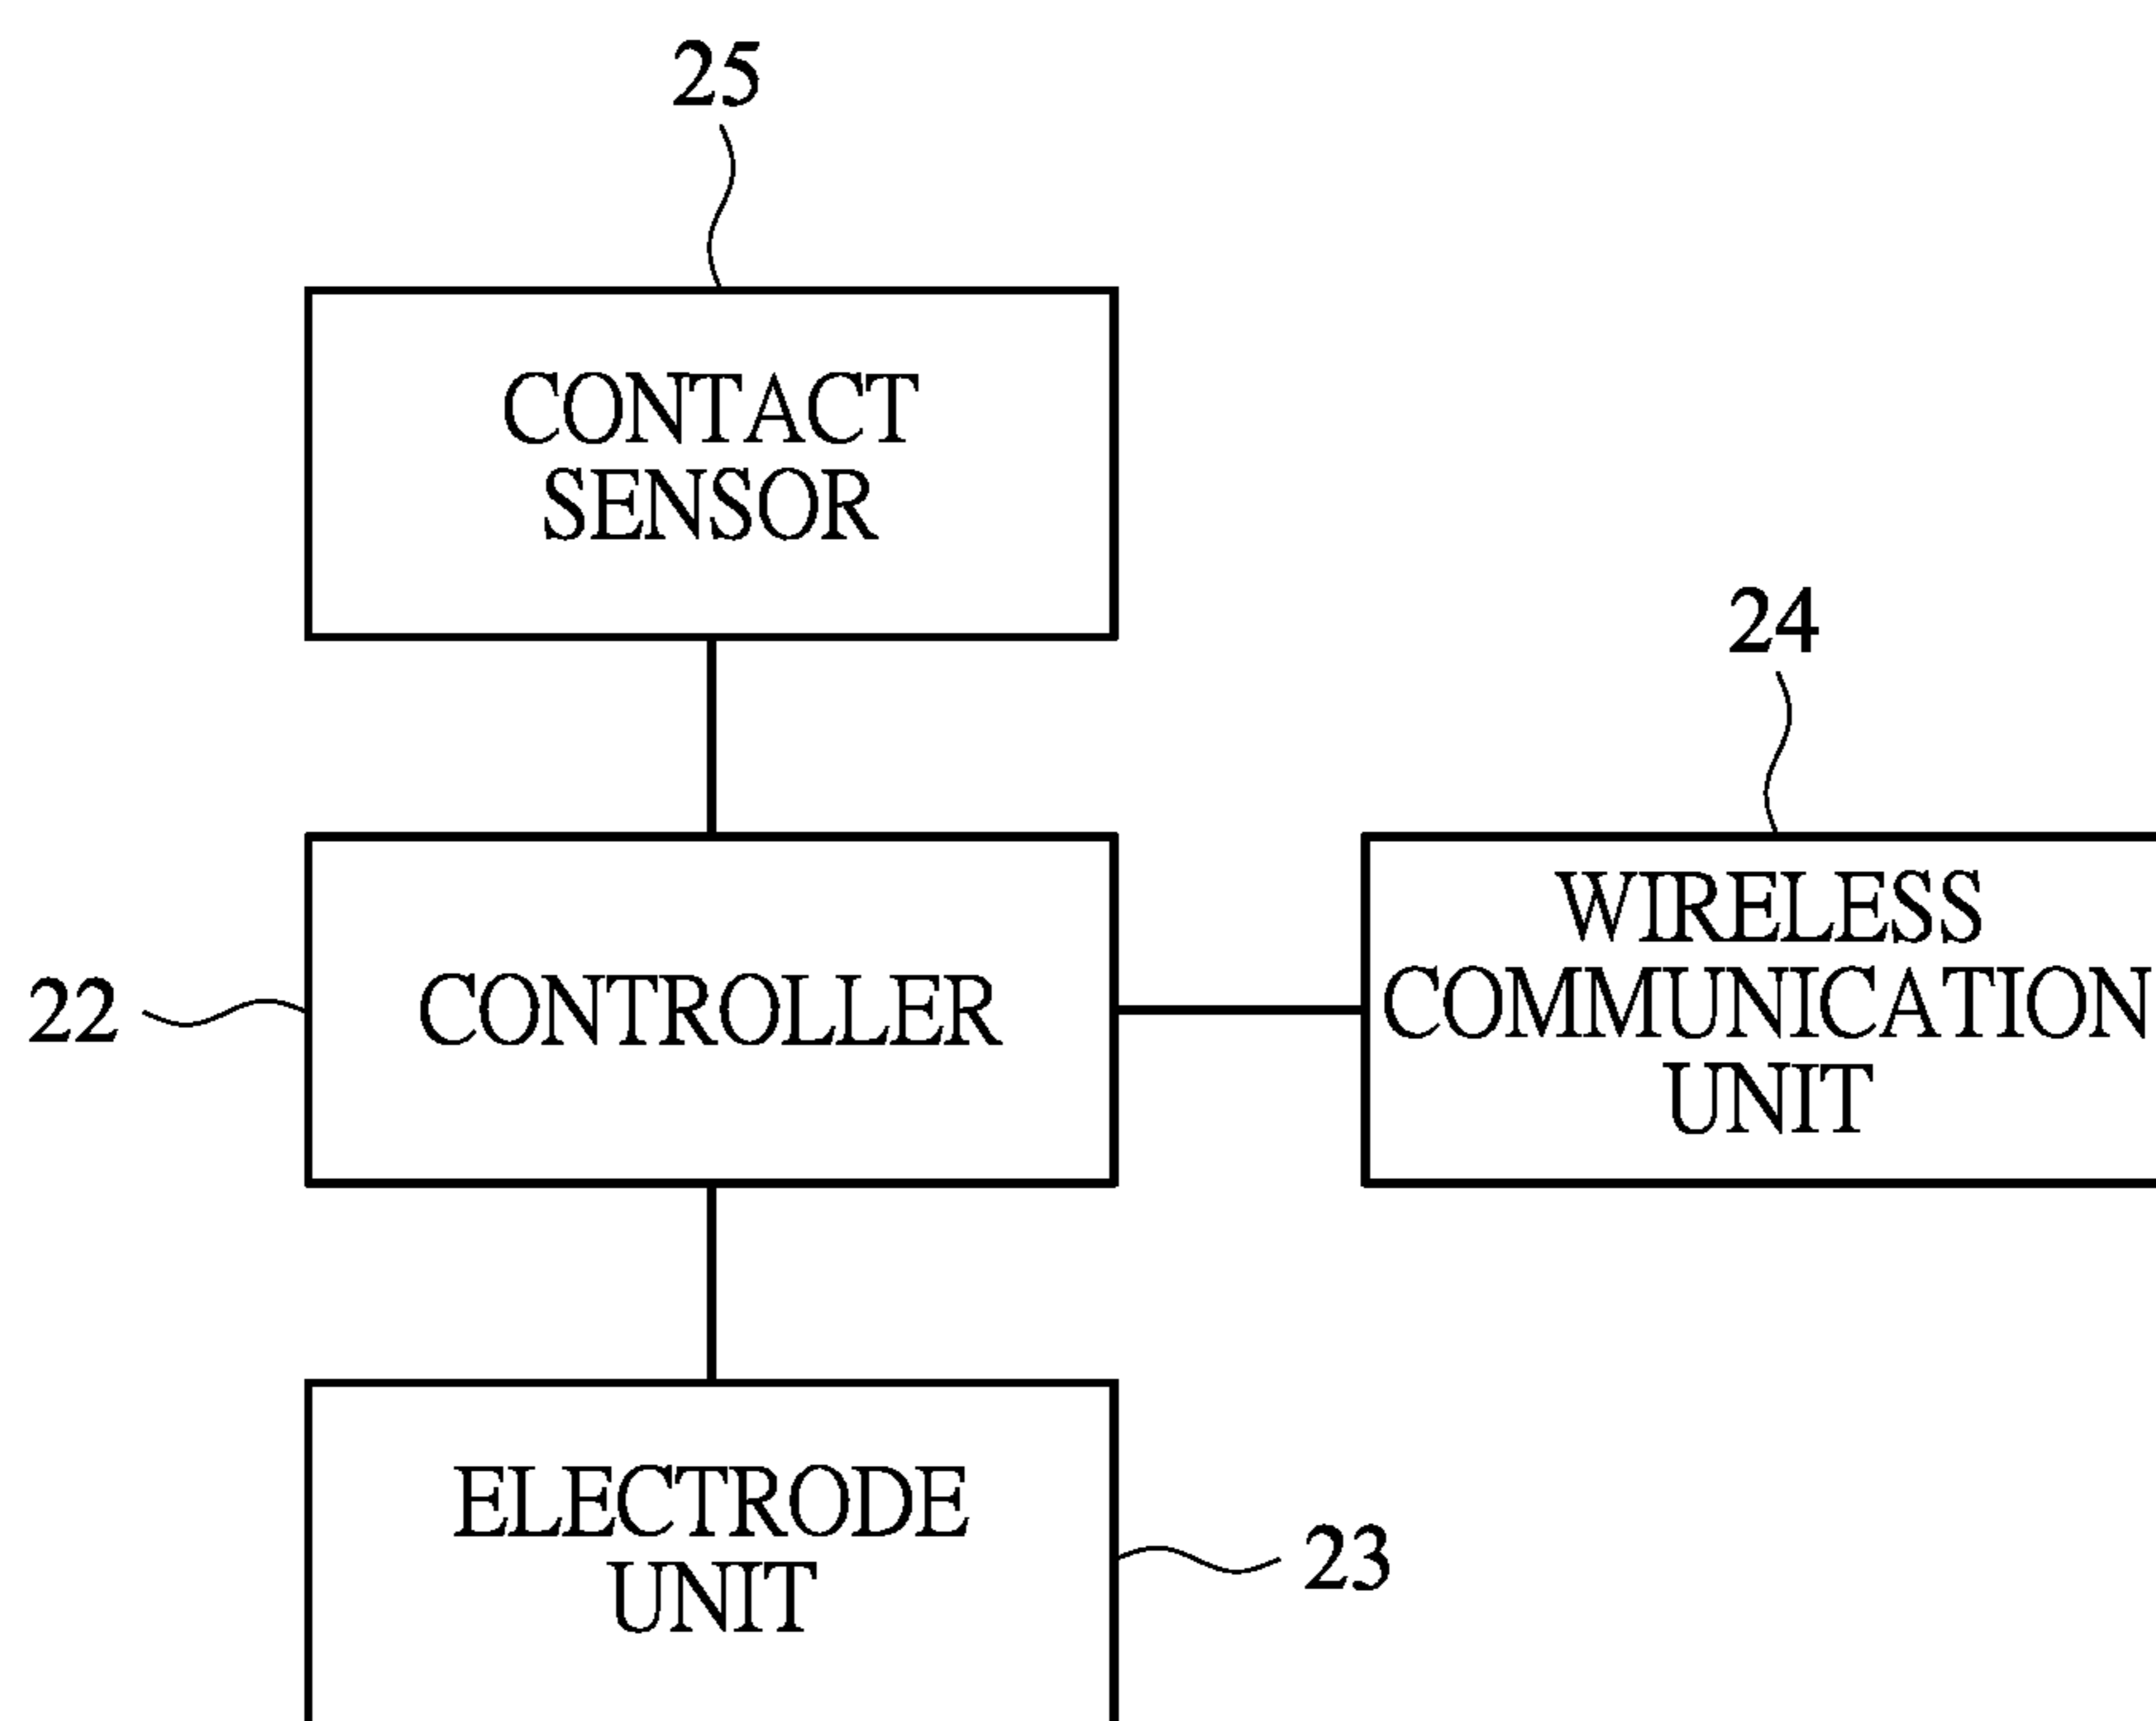 25
CONTACT
SENSOR
24
22
CONTROLLER
WIRELESS
COMMUNICATION
UNIT
ELECTRODE
UNIT
23